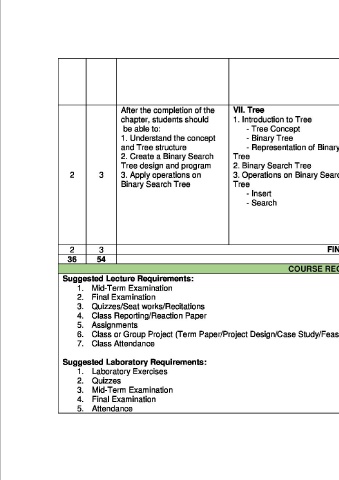 After the completion of the
chapter, students should
be able to:
1. Understand the concept
and Tree structure
2. Create a Binary Search
Tree design and program
3. Apply operations on
Binary Search Tree
VII. Tree
1. Introduction to Tree
- Tree Concept
- Binary Tree
- Representation of Binary
Tree
2. Binary Search Tree
3. Operations on Binary Searc
Tree
- Insert
- Search
2 3
2 3 FIN
36 54
COURSE REQ
Suggested Lecture Requirements:
1. Mid-Term Examination
2. Final Examination
3. Quizzes/Seat works/Recitations
4. Class Reporting/Reaction Paper
5. Assignments
6. Class or Group Project (Term Paper/Project Design/Case Study/Feas
7. Class Attendance
Suggested Laboratory Requirements:
1. Laboratory Exercises
2. Quizzes
3. Mid-Term Examination
4. Final Examination
5. Attendance